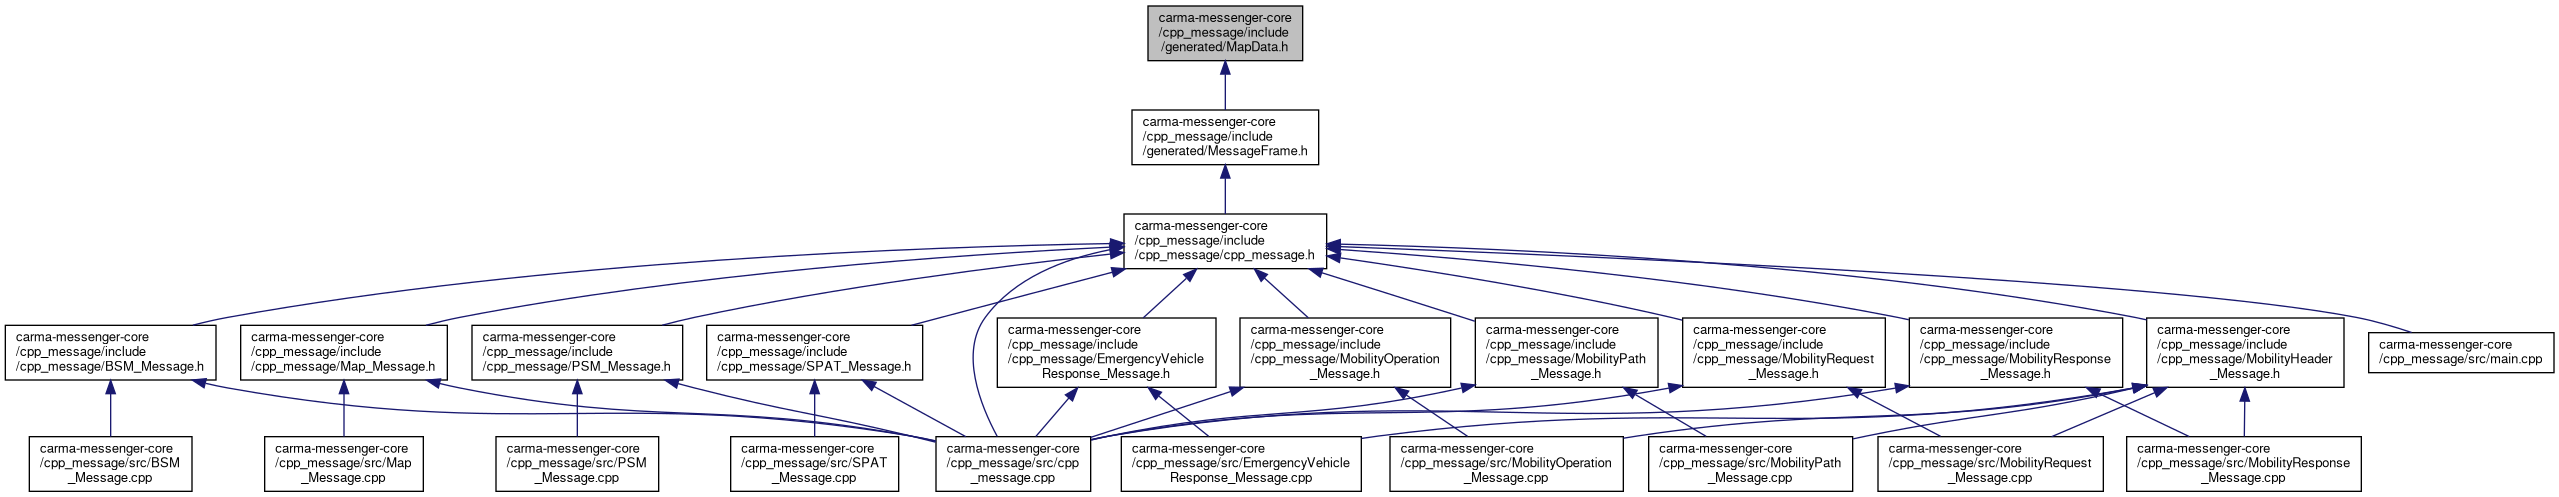 carma-messenger-core
/cpp_message/include
/generated/MapData.h
carma-messenger-core
/cpp_message/include
/generated/MessageFrame.h
carma-messenger-core
/cpp_message/include
/cpp_message/cpp_message.h
carma-messenger-core
/cpp_message/include
/cpp_message/BSM_Message.h
carma-messenger-core
/cpp_message/include
/cpp_message/Map_Message.h
carma-messenger-core
/cpp_message/include
/cpp_message/PSM_Message.h
carma-messenger-core
/cpp_message/include
/cpp_message/SPAT_Message.h
carma-messenger-core
/cpp_message/include
/cpp_message/EmergencyVehicle
Response_Message.h
carma-messenger-core
/cpp_message/include
/cpp_message/MobilityOperation
_Message.h
carma-messenger-core
/cpp_message/include
/cpp_message/MobilityPath
_Message.h
carma-messenger-core
/cpp_message/include
/cpp_message/MobilityRequest
_Message.h
carma-messenger-core
/cpp_message/include
/cpp_message/MobilityResponse
_Message.h
carma-messenger-core
/cpp_message/include
/cpp_message/MobilityHeader
_Message.h
carma-messenger-core
/cpp_message/src/main.cpp
carma-messenger-core
/cpp_message/src/BSM
_Message.cpp
carma-messenger-core
/cpp_message/src/Map
_Message.cpp
carma-messenger-core
/cpp_message/src/PSM
_Message.cpp
carma-messenger-core
/cpp_message/src/SPAT
_Message.cpp
carma-messenger-core
/cpp_message/src/cpp
_message.cpp
carma-messenger-core
/cpp_message/src/EmergencyVehicle
Response_Message.cpp
carma-messenger-core
/cpp_message/src/MobilityOperation
_Message.cpp
carma-messenger-core
/cpp_message/src/MobilityPath
_Message.cpp
carma-messenger-core
/cpp_message/src/MobilityRequest
_Message.cpp
carma-messenger-core
/cpp_message/src/MobilityResponse
_Message.cpp